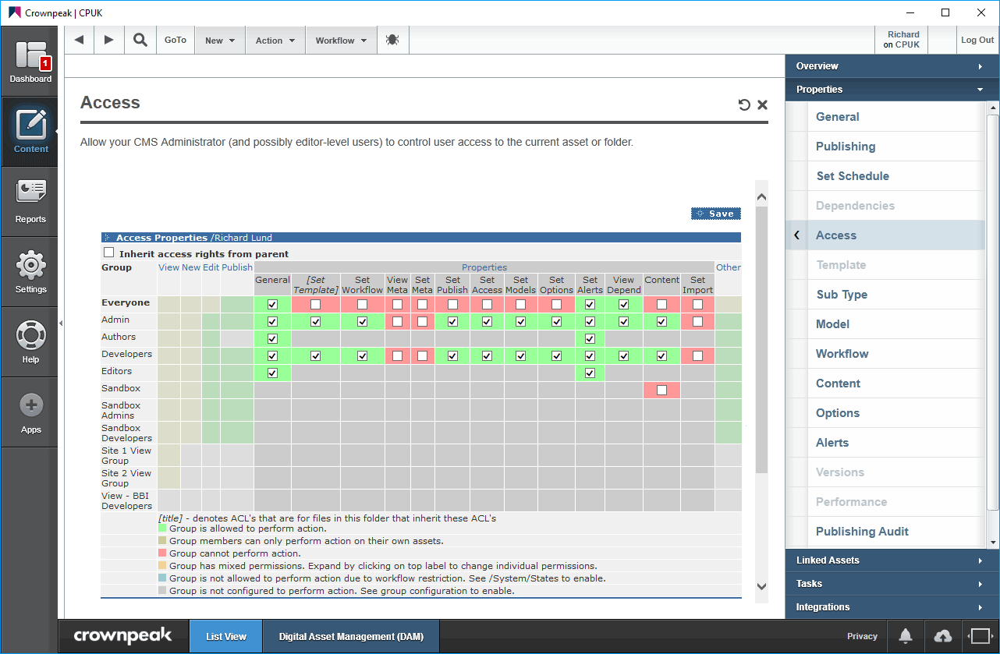 Crownpeak | CPUK
GoTo
New
Action
Workflow
Richard
on CPUK
Log Out
1
Dashboard
Content
Reports
Settings
Help
Apps
Access
Allow your CMS Administrator (and possibly editor-level users) to control user access to the current asset or folder.
Save
Access Properties /Richard Lund
Inherit access rights from parent
Group View New Edit Publish Properties Other
General [Set Template] Set Workflow View Meta Set Meta Set Publish Set Access Set Models Set Options Set Alerts View Depend Content Set Import
Everyone
Admin
Authors
Developers
Editors
Sandbox
Sandbox
Admins
Sandbox
Developers
Site 1 View
Group
Site 2 View
Group
View - BBI
Developers
[title] - denotes ACL's that are for files in this folder that inherit these ACL's
Group is allowed to perform action.
Group members can only perform action on their own assets.
Group cannot perform action.
Group has mixed permissions. Expand by clicking on top label to change individual permissions.
Group is not allowed to perform action due to workflow restriction. See /System/States to enable.
Group is not configured to perform action. See group configuration to enable.
Overview
Properties
General
Publishing
Set Schedule
Dependencies
Access
Template
Sub Type
Model
Workflow
Content
Options
Alerts
Versions
Performance
Publishing Audit
Linked Assets
Tasks
Integrations
crownpeak
List View
Digital Asset Management (DAM)
Privacy